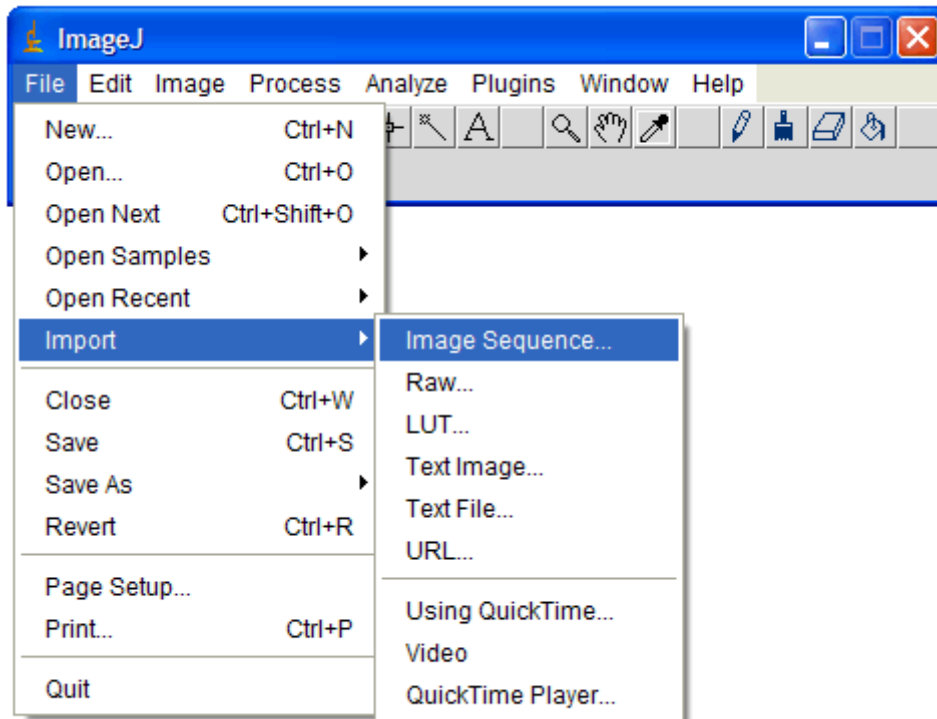 ImageJ
File Edit Image Process Analyze Plugins Window Help
A
New... Ctrl+N
Open... Ctrl+O
Open Next Ctrl+Shift+O
Open Samples
Open Recent
Import
Close Ctrl+W
Save Ctrl+S
Save As
Revert Ctrl+R
Page Setup...
Print... Ctrl+P
Quit
Image Sequence...
Raw...
LUT...
Text Image...
Text File...
URL...
Using QuickTime...
Video
QuickTime Player...